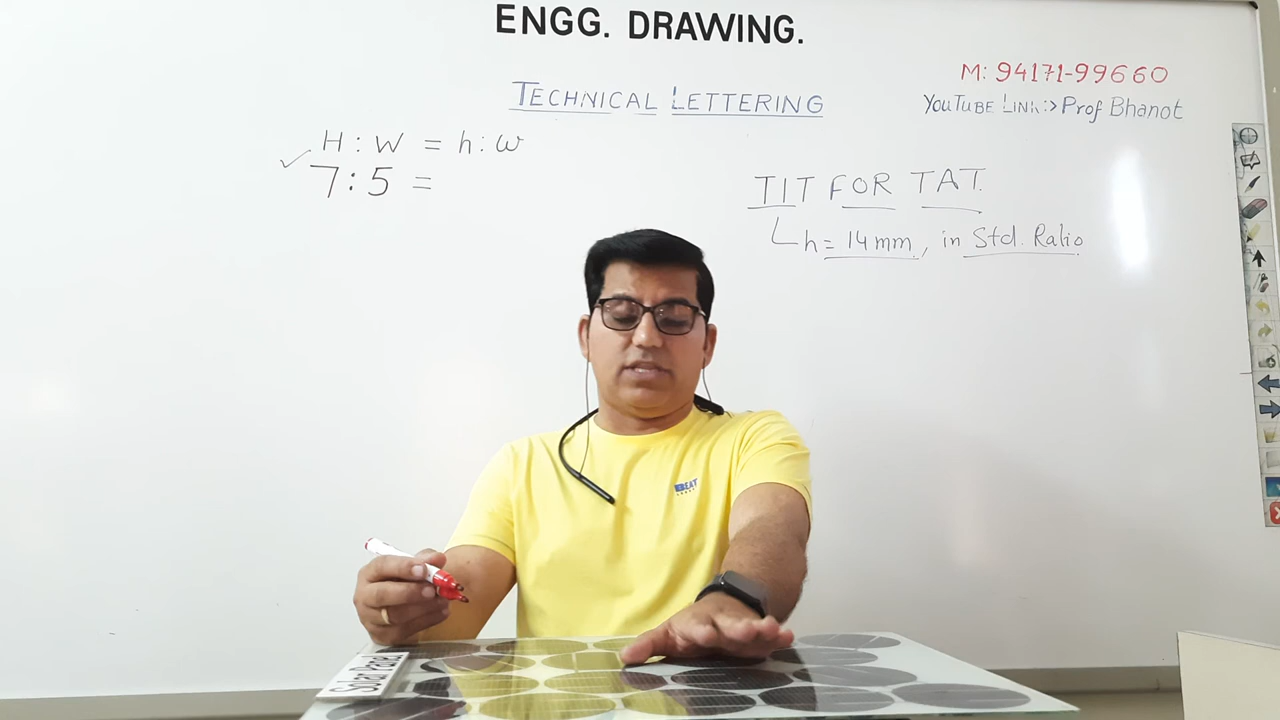 ENGG. DRAWING.
M: 94171-99660
TECHNICAL LETTERING
YOUTUBE LINK:> Prof Bhanot
H : W = h : w
7 : 5 =
TIT FOR TAT.
h = 14 mm, in Std. Ratio
BEAT
Solar Panel